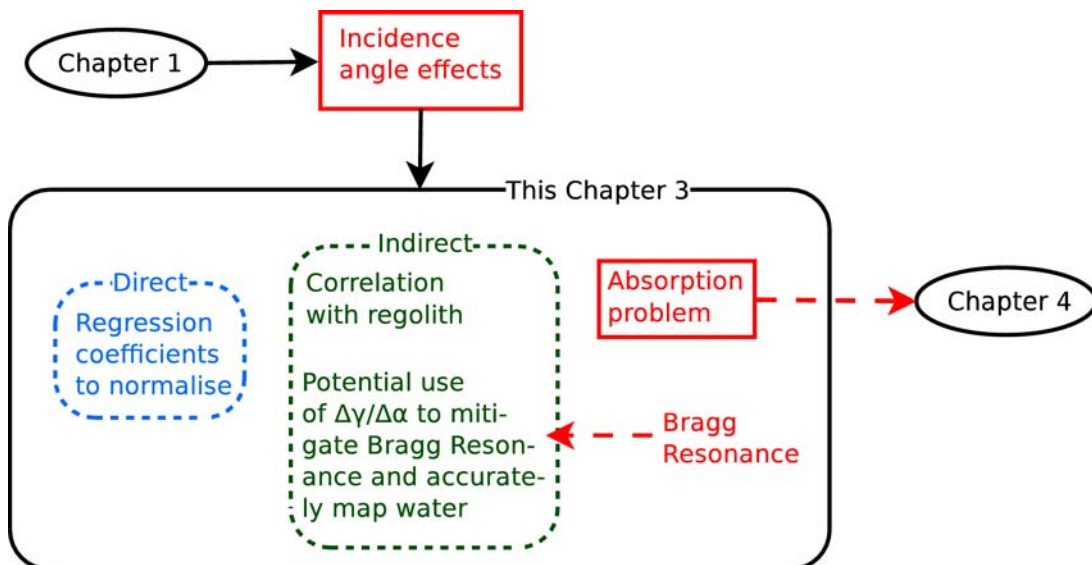 Chapter 1
Incidence
angle effects
This Chapter 3
Direct
Regression
coefficients
to normalise
Indirect
Correlation
with regolith
Potential use
of Δγ/Δα to miti-
gate Bragg Reson-
ance and accurate-
ly map water
Absorption
problem
Bragg
Resonance
Chapter 4